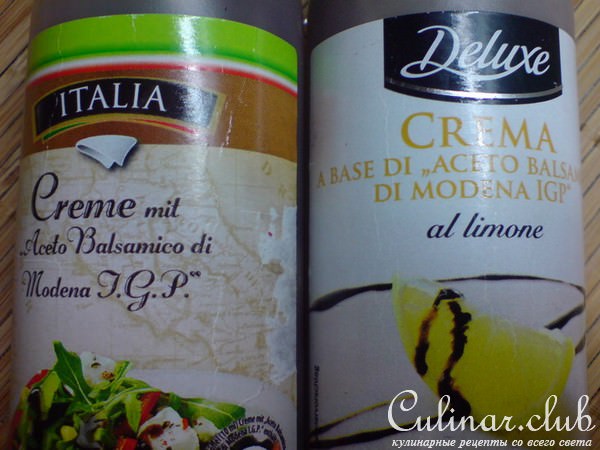 ITALIA
Creme mit
„Aceto Balsamico di
Modena I.G.P."
Deluxe
CREMA
A BASE DI „ACETO BALSAM
DI MODENA IGP"
al limone
Culinar.club
кулинарные рецепты со всего света